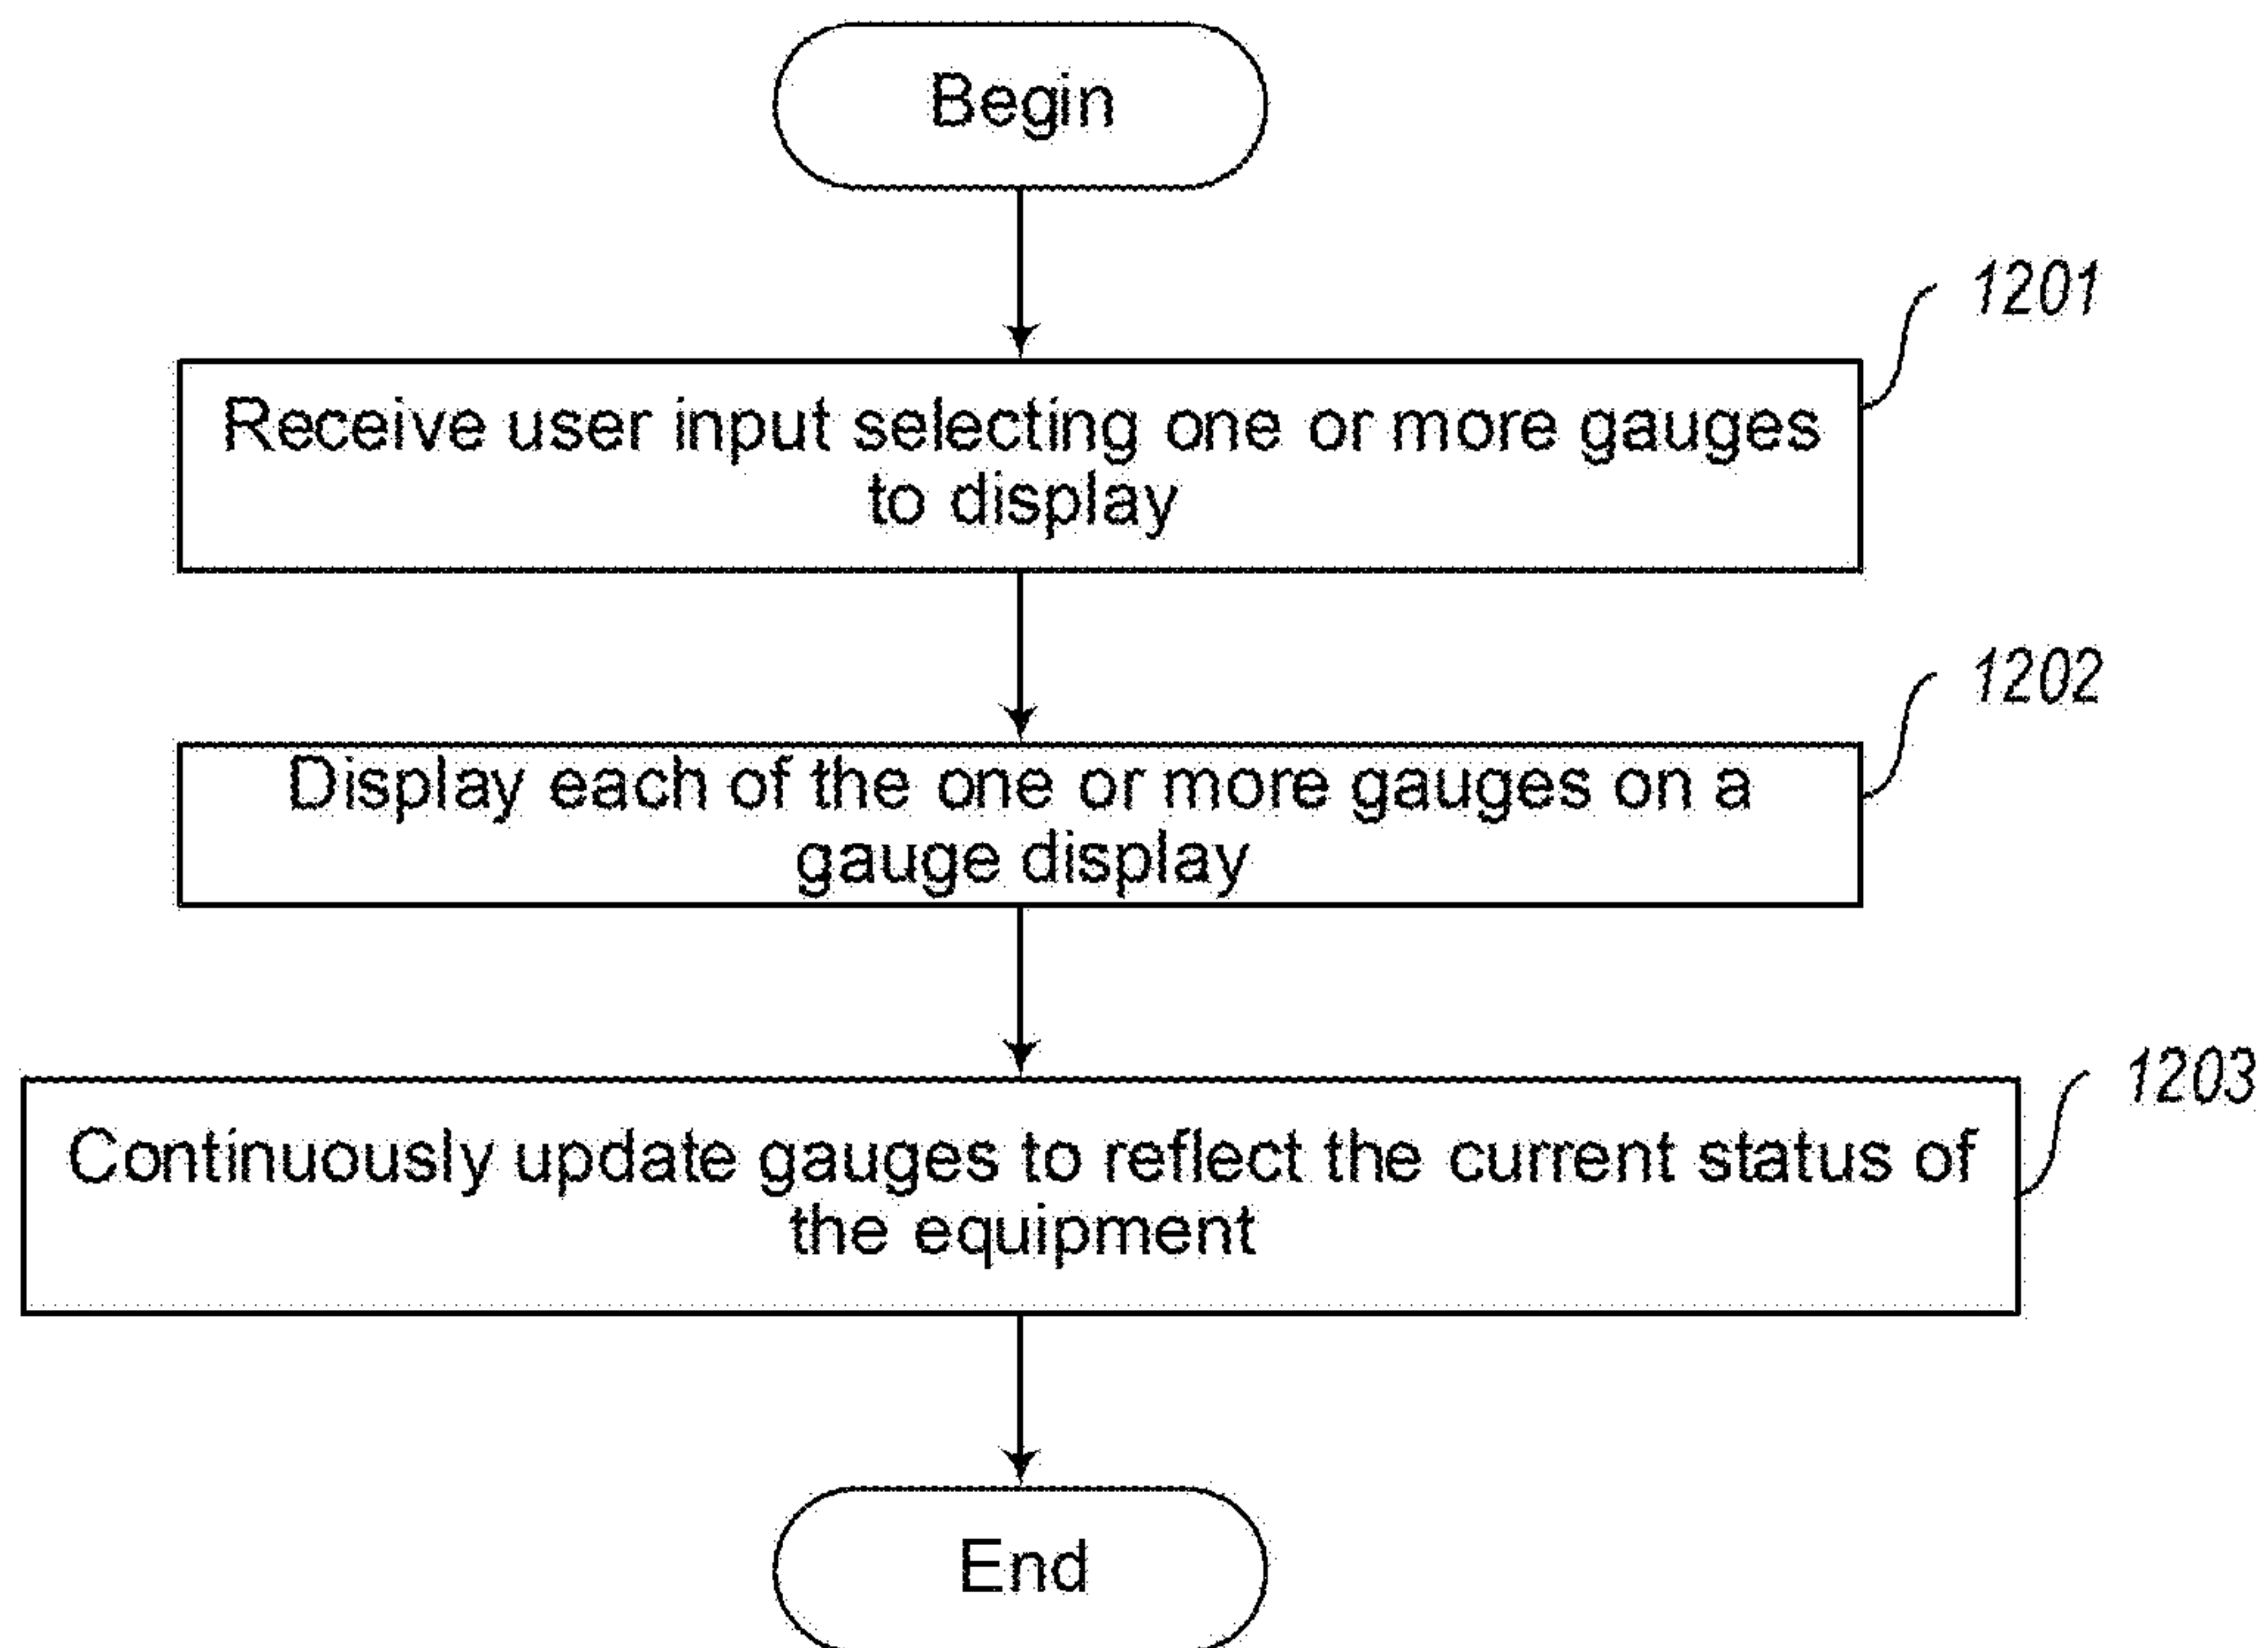 Begin
1201
Receive user input selecting one or more gauges
to display
1202
Display each of the one or more gauges on a
gauge display
1203
Continuously update gauges to reflect the current status of
the equipment
End